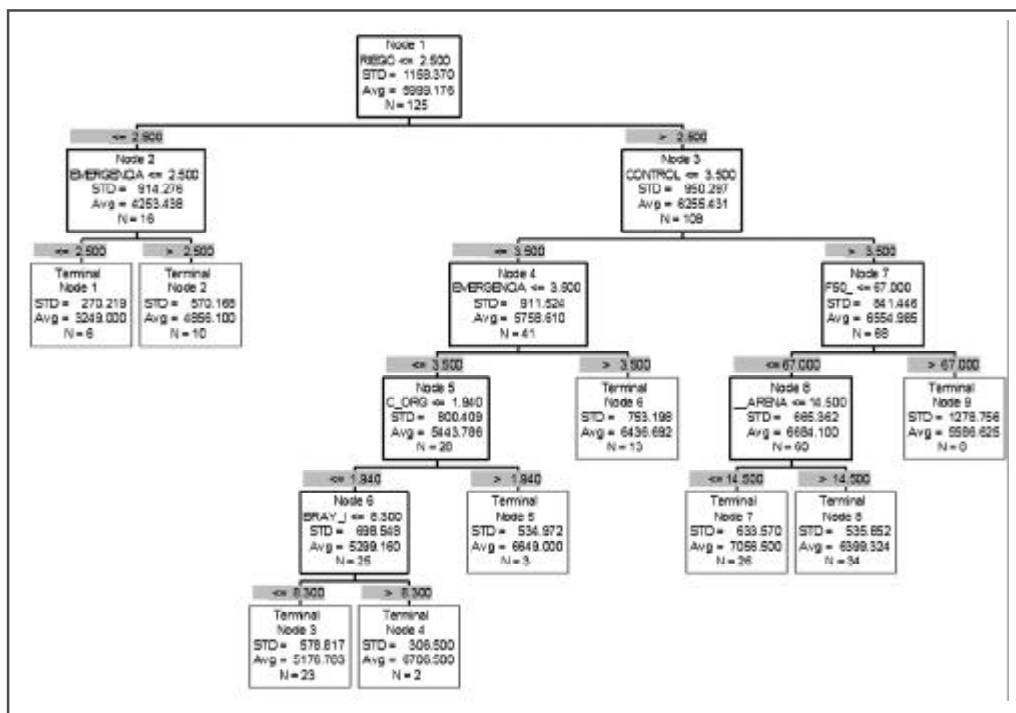 Node 1
RIEGO <= 2.500
STD = 1158.370
Avg = 5999.176
N = 125
<= 2.500
> 2.500
Node 2
EMERGENCIA <= 2.500
STD = 914.276
Avg = 4253.438
N = 16
Node 3
CONTROL <= 3.500
STD = 950.297
Avg = 6255.431
N = 109
<= 2.500
> 2.500
<= 3.500
> 3.500
Terminal
Node 1
STD = 270.219
Avg = 3249.000
N = 6
Terminal
Node 2
STD = 570.168
Avg = 4856.100
N = 10
Node 4
EMERGENCIA <= 3.500
STD = 911.524
Avg = 5758.610
N = 41
Node 7
F50_ <= 67.000
STD = 841.446
Avg = 6554.985
N = 68
<= 3.500
> 3.500
<= 67.000
> 67.000
Node 5
C_ORG <= 1.940
STD = 800.409
Avg = 5443.786
N = 28
Terminal
Node 6
STD = 753.198
Avg = 6436.692
N = 13
Node 8
__ARENA <= 14.500
STD = 665.362
Avg = 6684.100
N = 60
Terminal
Node 9
STD = 1278.756
Avg = 5586.625
N = 8
<= 1.940
> 1.940
<= 14.500
> 14.500
Node 6
BRAY_I <= 8.300
STD = 698.549
Avg = 5299.160
N = 25
Terminal
Node 5
STD = 534.972
Avg = 6649.000
N = 3
Terminal
Node 7
STD = 633.570
Avg = 7056.500
N = 26
Terminal
Node 8
STD = 535.852
Avg = 6399.324
N = 34
<= 8.300
> 8.300
Terminal
Node 3
STD = 578.817
Avg = 5176.783
N = 23
Terminal
Node 4
STD = 306.500
Avg = 6706.500
N = 2